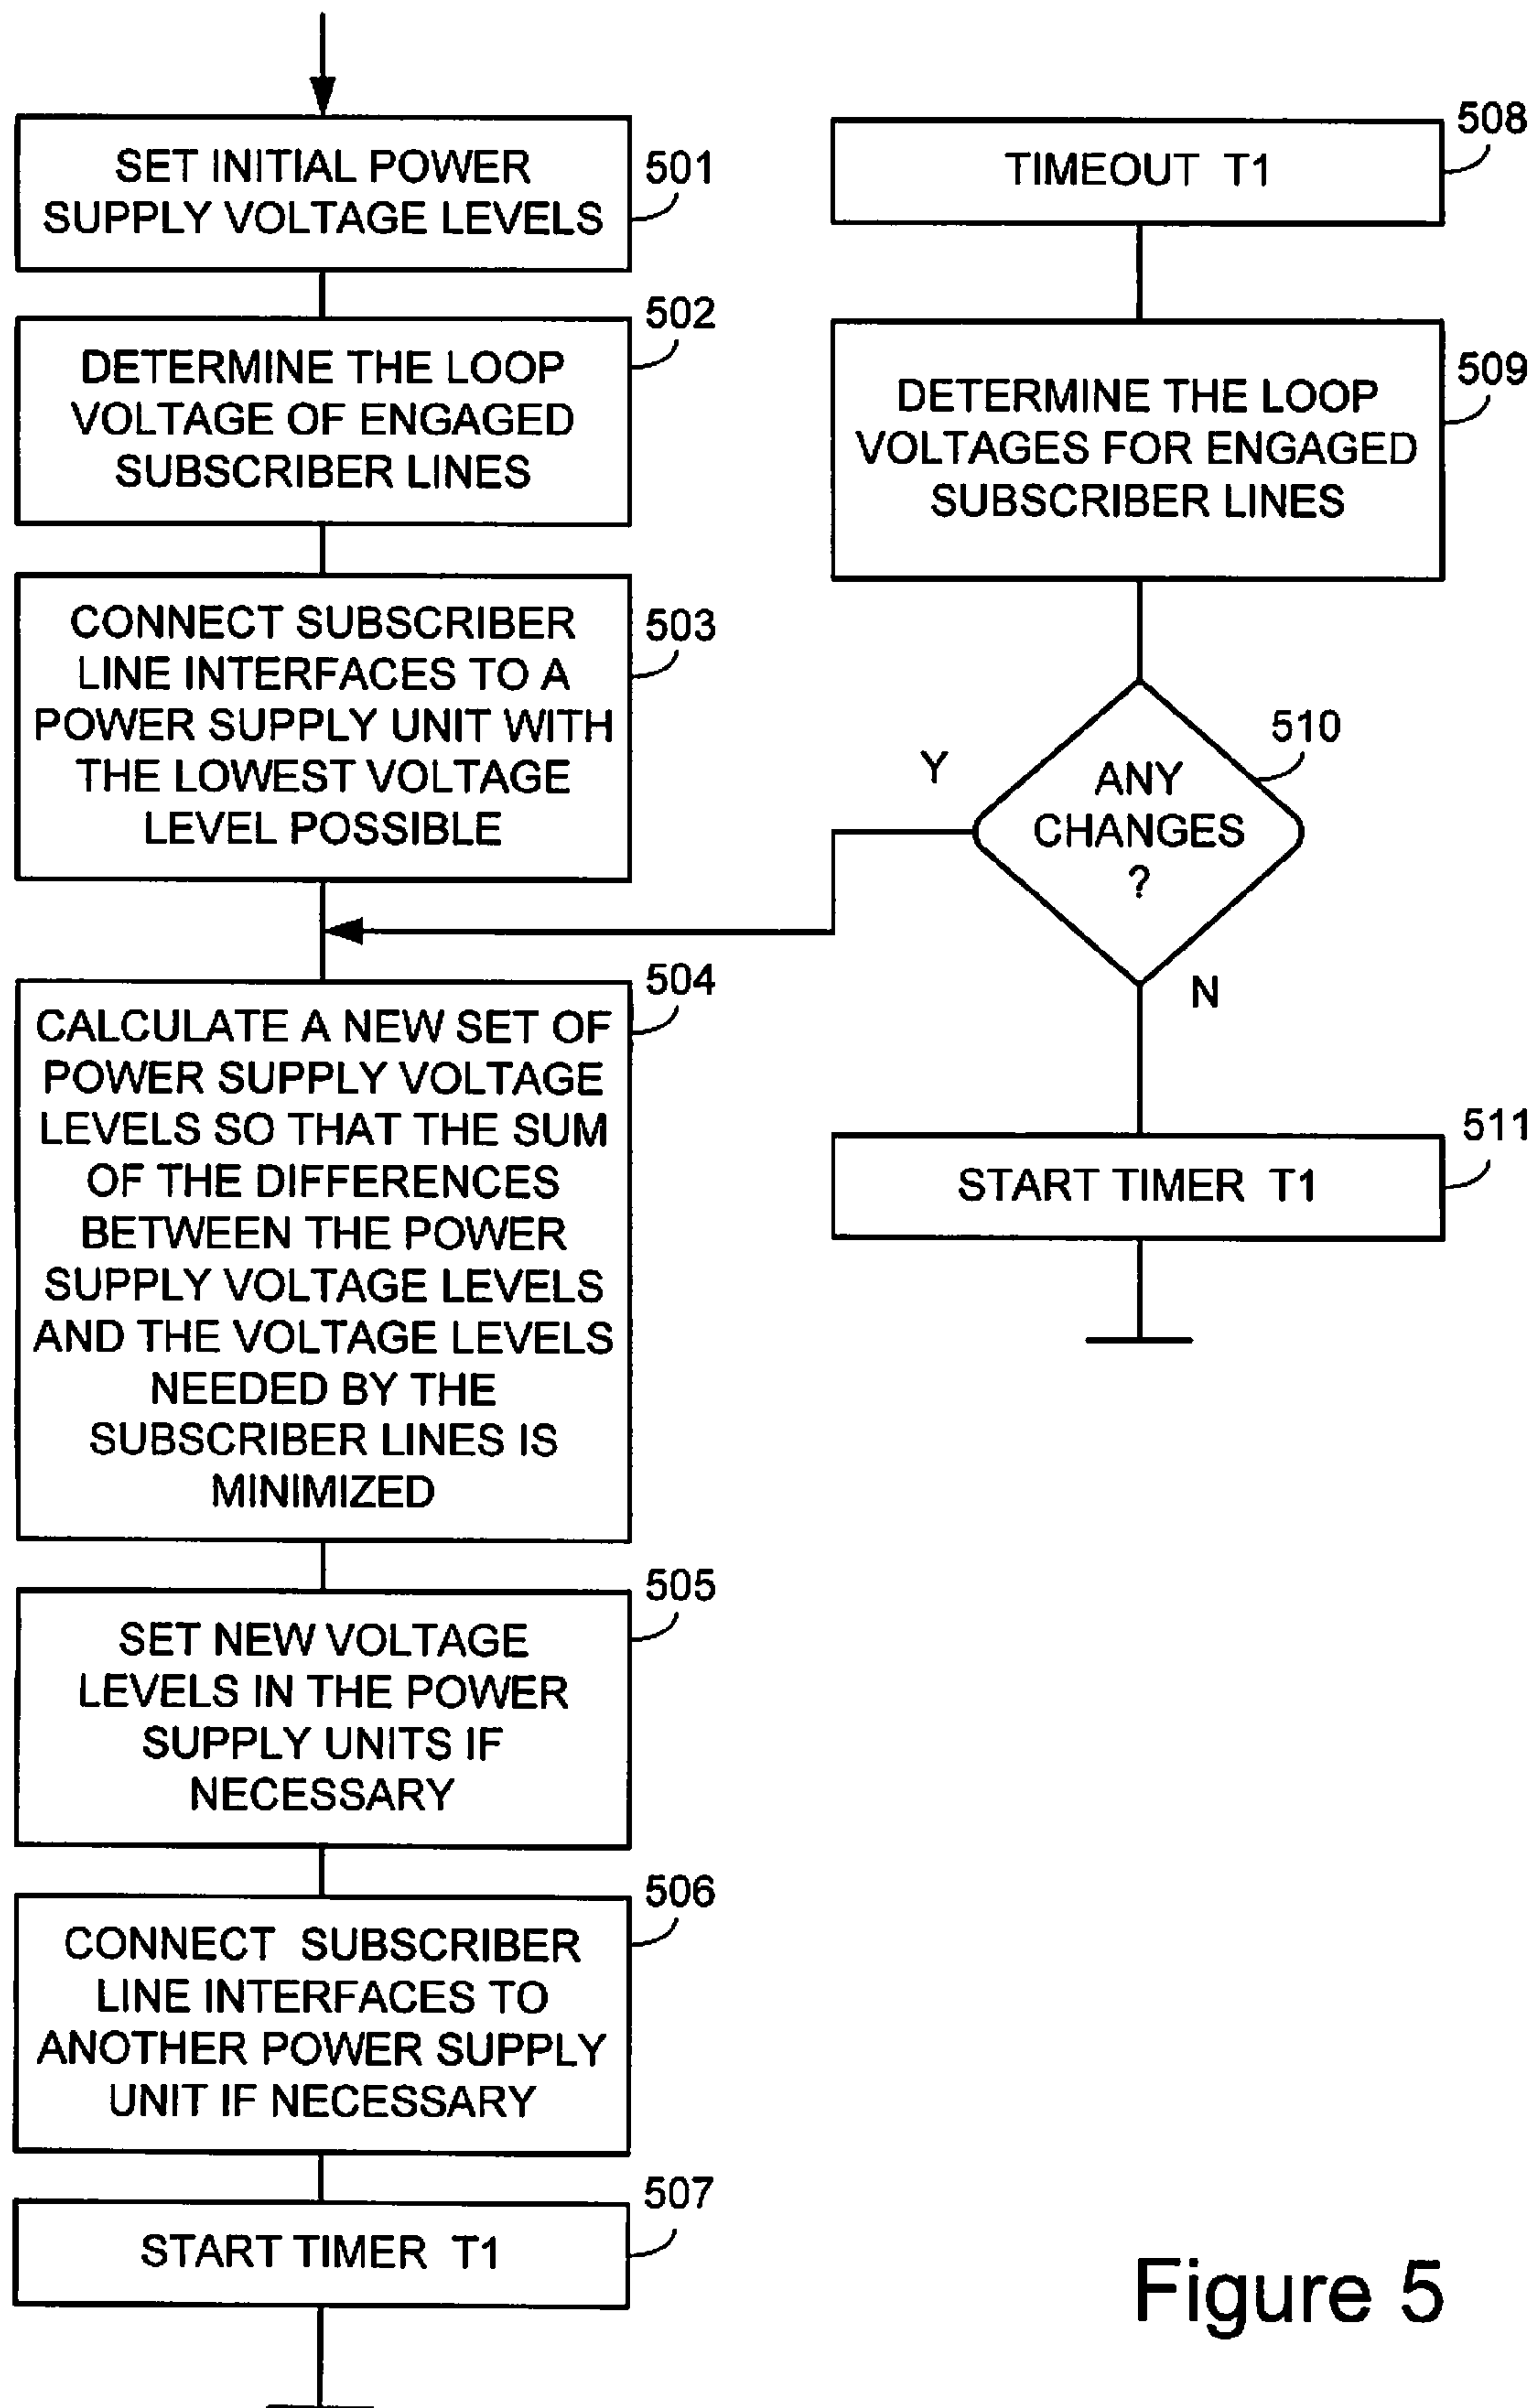 SET INITIAL POWER
SUPPLY VOLTAGE LEVELS
501
DETERMINE THE LOOP
VOLTAGE OF ENGAGED
SUBSCRIBER LINES
502
CONNECT SUBSCRIBER
LINE INTERFACES TO A
POWER SUPPLY UNIT WITH
THE LOWEST VOLTAGE
LEVEL POSSIBLE
503
CALCULATE A NEW SET OF
POWER SUPPLY VOLTAGE
LEVELS SO THAT THE SUM
OF THE DIFFERENCES
BETWEEN THE POWER
SUPPLY VOLTAGE LEVELS
AND THE VOLTAGE LEVELS
NEEDED BY THE
SUBSCRIBER LINES IS
MINIMIZED
504
SET NEW VOLTAGE
LEVELS IN THE POWER
SUPPLY UNITS IF
NECESSARY
505
CONNECT SUBSCRIBER
LINE INTERFACES TO
ANOTHER POWER SUPPLY
UNIT IF NECESSARY
506
START TIMER T1
507
TIMEOUT T1
508
DETERMINE THE LOOP
VOLTAGES FOR ENGAGED
SUBSCRIBER LINES
509
ANY
CHANGES
?
510
Y
N
START TIMER T1
511
Figure 5